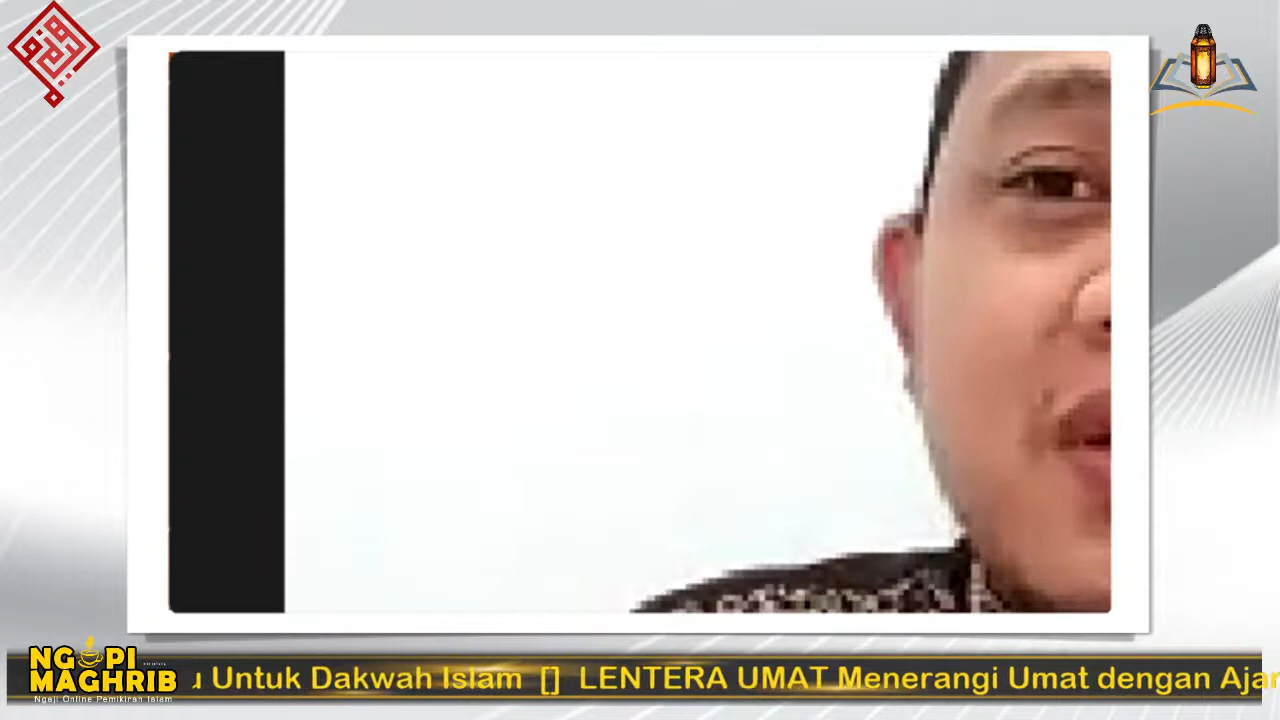 NGOPI
MAGHRIB
Ngaji Online Pemikiran Islam
Untuk Dakwah Islam [] LENTERA UMAT Menerangi Umat dengan Ajar